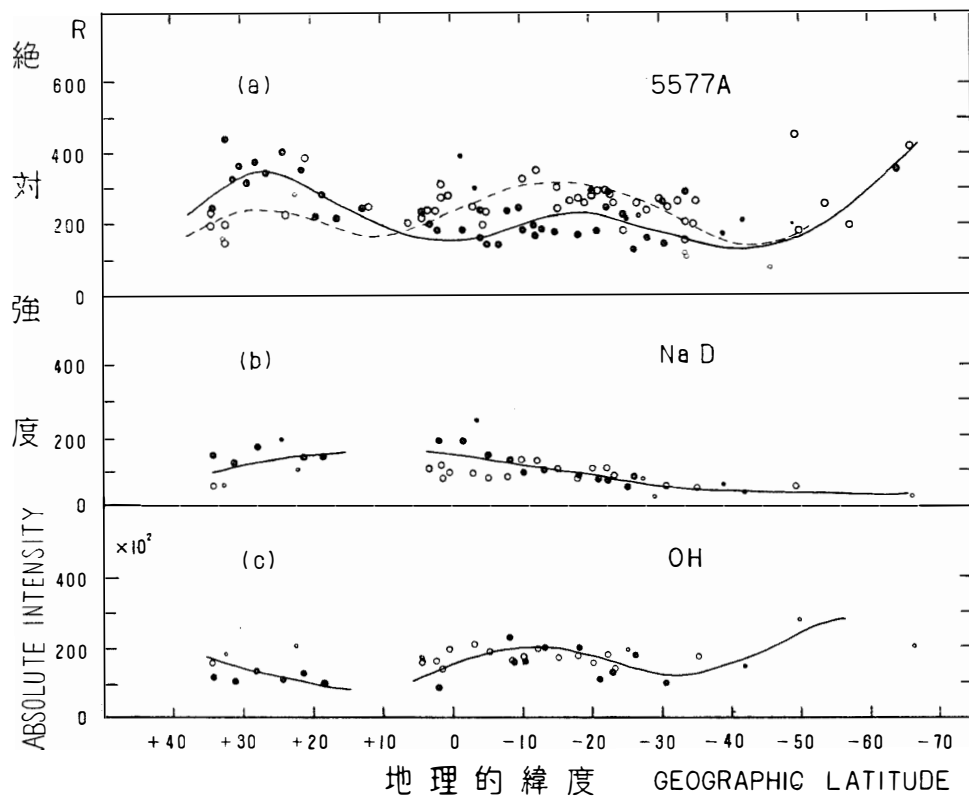 R
絶対強度
ABSOLUTE INTENSITY
600
400
200
0
(a)
5577A
400
200
0
(b)
Na D
×10²
400
200
0
(c)
OH
+40 +30 +20 +10 0 -10 -20 -30 -40 -50 -60 -70
地理的緯度 GEOGRAPHIC LATITUDE